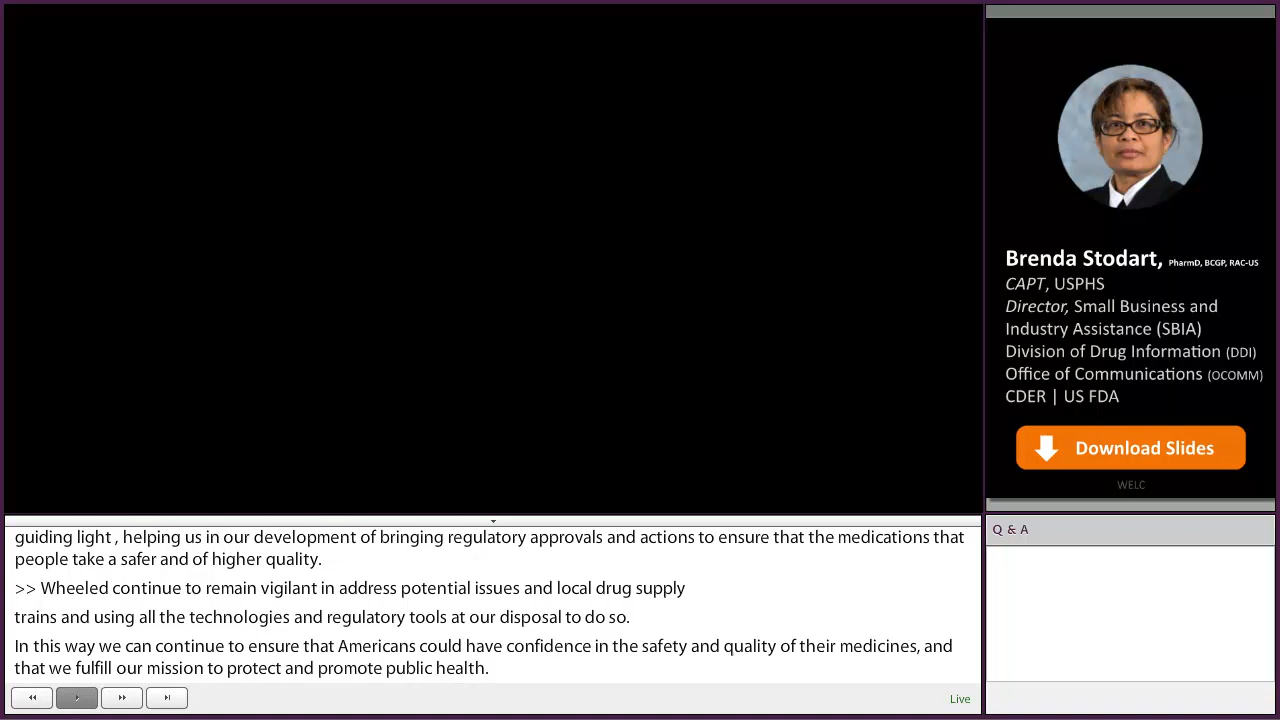 Brenda Stodart, PharmD, BCGP, RAC-US
CAPT, USPHS
Director, Small Business and
Industry Assistance (SBIA)
Division of Drug Information (DDI)
Office of Communications (OCOMM)
CDER | US FDA
Download Slides
WELC
guiding light , helping us in our development of bringing regulatory approvals and actions to ensure that the medications that
people take a safer and of higher quality.
>> Wheeled continue to remain vigilant in address potential issues and local drug supply
trains and using all the technologies and regulatory tools at our disposal to do so.
In this way we can continue to ensure that Americans could have confidence in the safety and quality of their medicines, and
that we fulfill our mission to protect and promote public health.
Live
Q & A